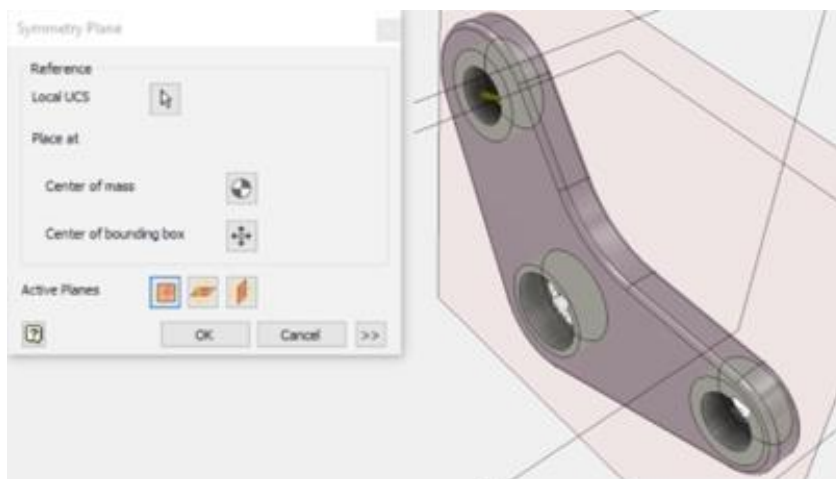 Symmetry Plane
Reference
Local UCS
Place at
Center of mass
Center of bounding box
Active Planes
?
OK
Cancel
>>